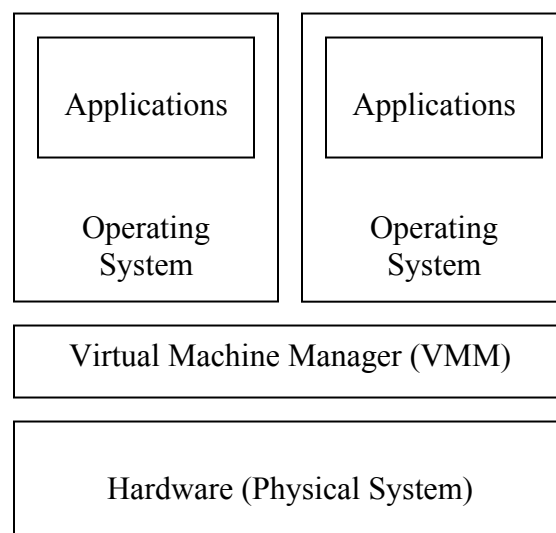 Applications
Operating
System
Applications
Operating
System
Virtual Machine Manager (VMM)
Hardware (Physical System)